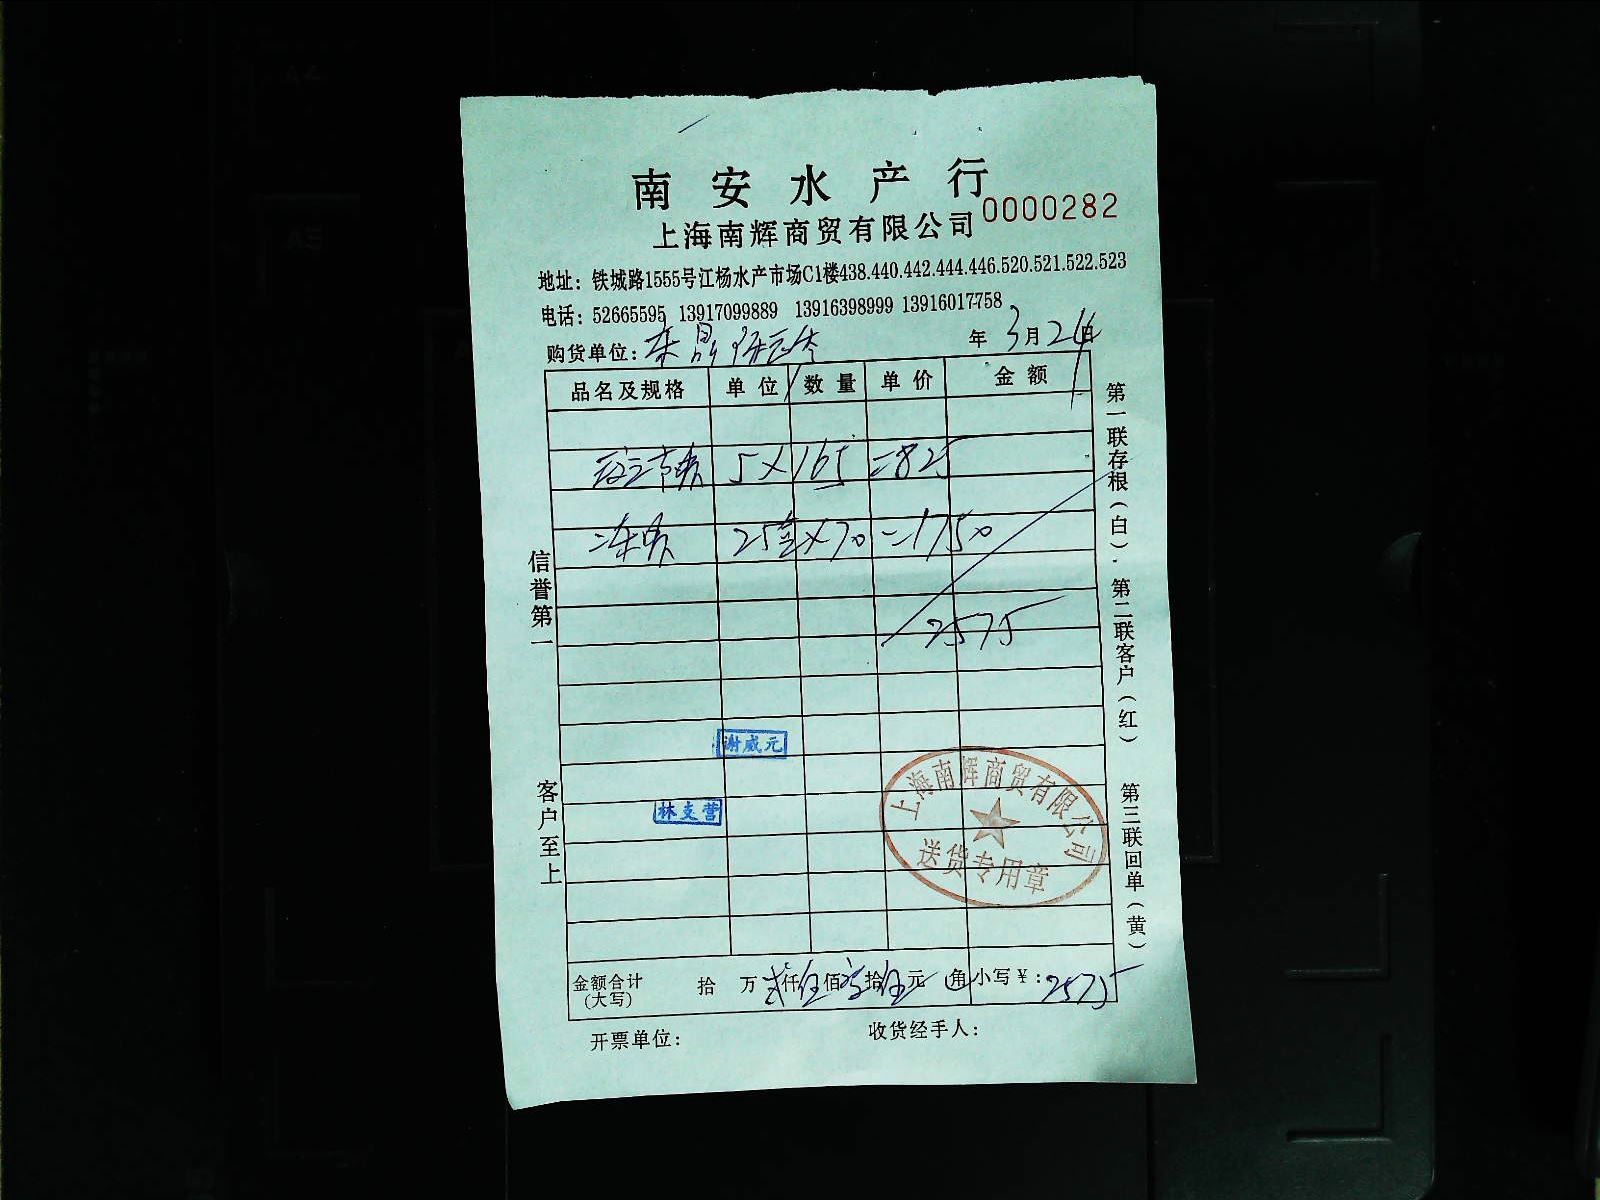 南安水产行
上海南辉商贸有限公司 0000282
地址：铁城路1555号江杨水产市场C1楼438.440.442.444.446.520.521.522.523
电话：52665595 13917099889 13916398999 13916017758
购货单位： 年 3月24日
品名及规格 单位 数量 单价 金额
5×165=825
25×70=1750
2575
信誉第一
客户至上
谢威元
林支营
上海南辉商贸有限公司
送货专用章
第一联存根（白）.第二联客户（红） 第三联回单（黄）
金额合计（大写） 拾 万 贰仟伍佰拾伍元 角 小写￥：2575
开票单位： 收货经手人：